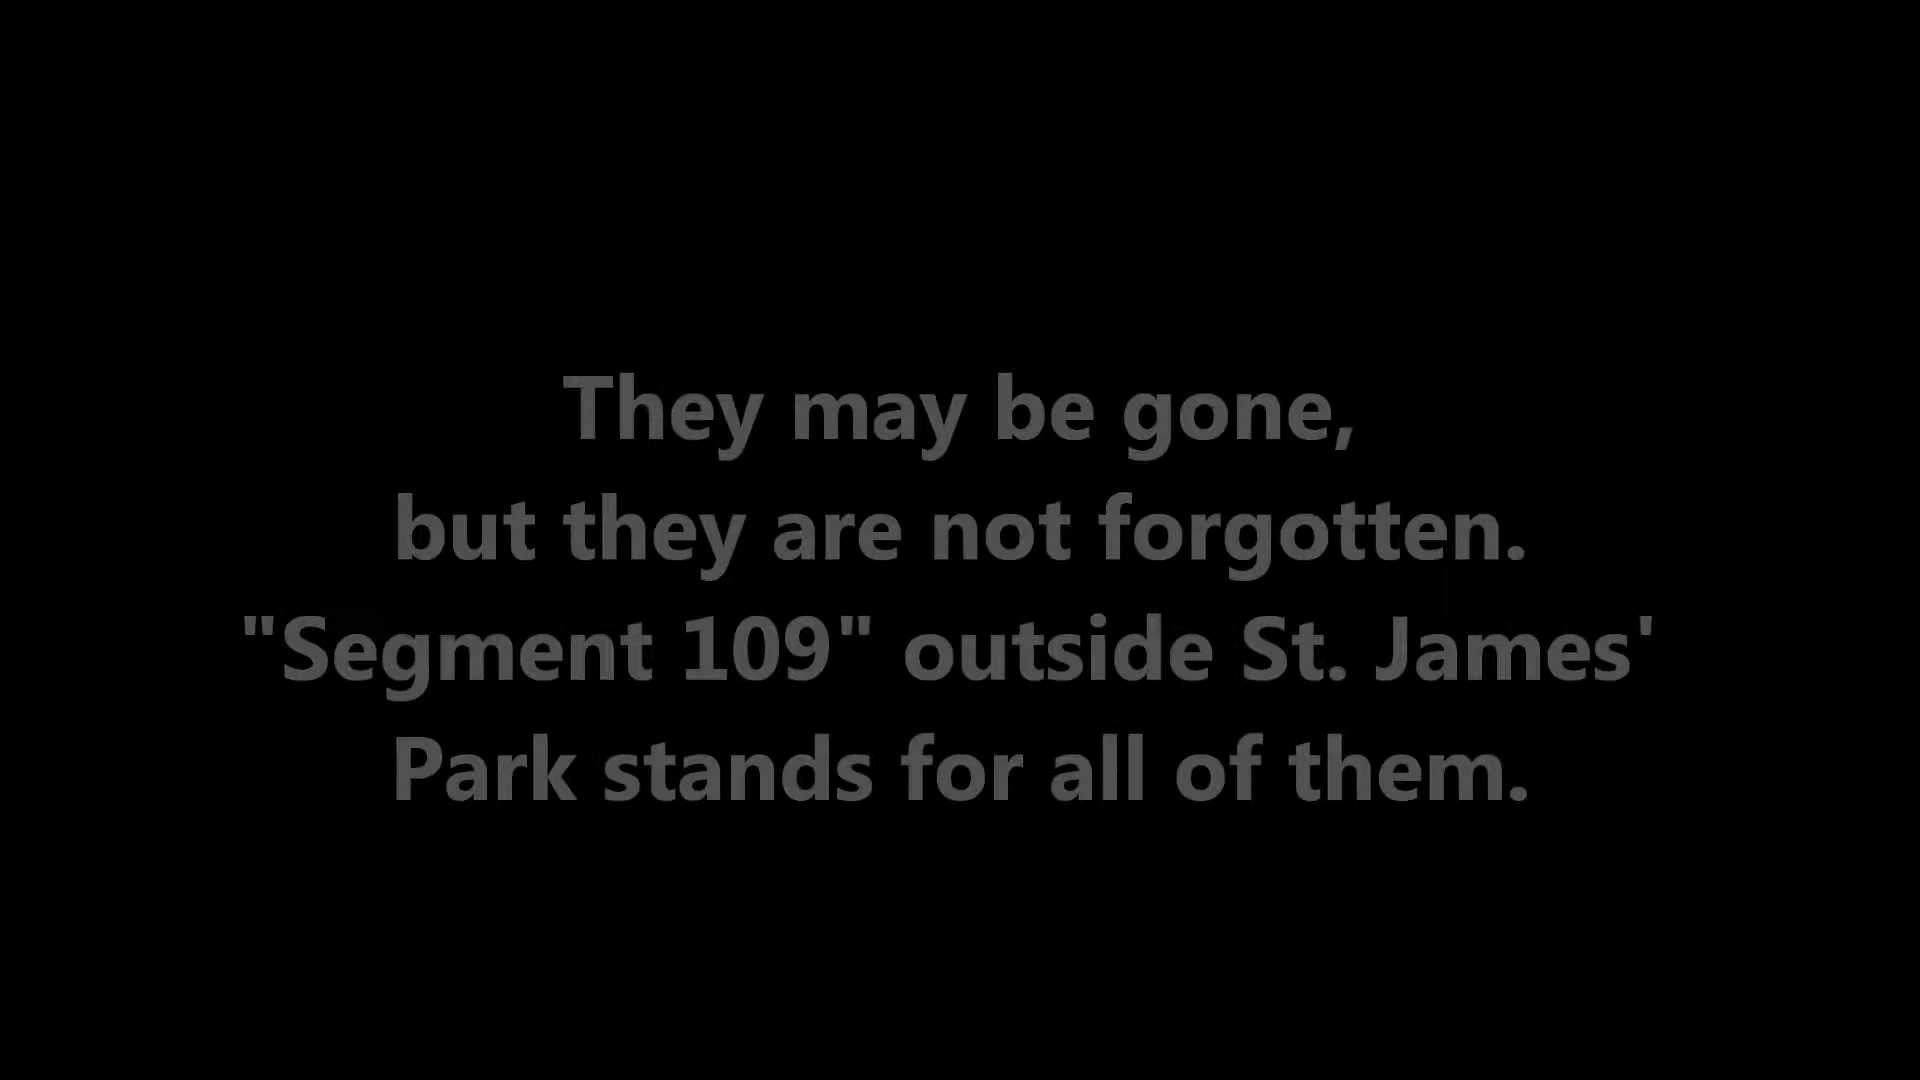 They may be gone,
but they are not forgotten.
"Segment 109" outside St. James'
Park stands for all of them.